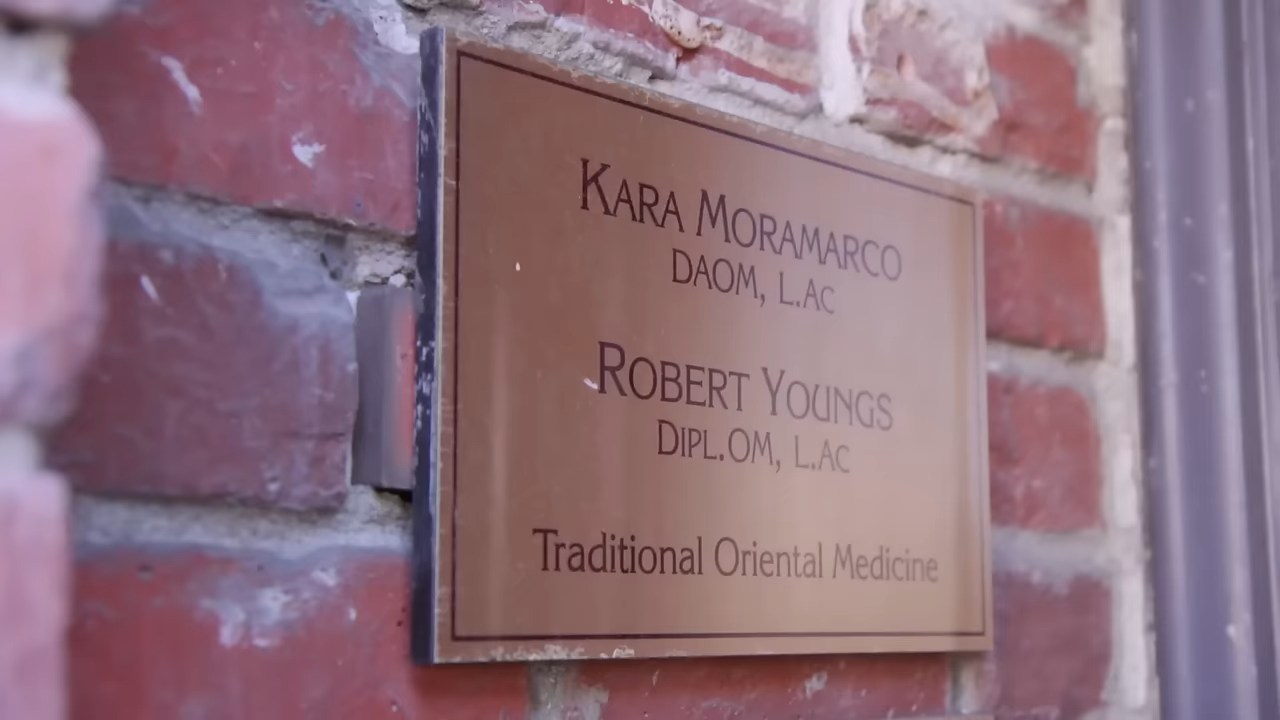 KARA MORAMARCO
DAOM, L.AC
ROBERT YOUNGS
DIPL.OM, L.AC
Traditional Oriental Medicine